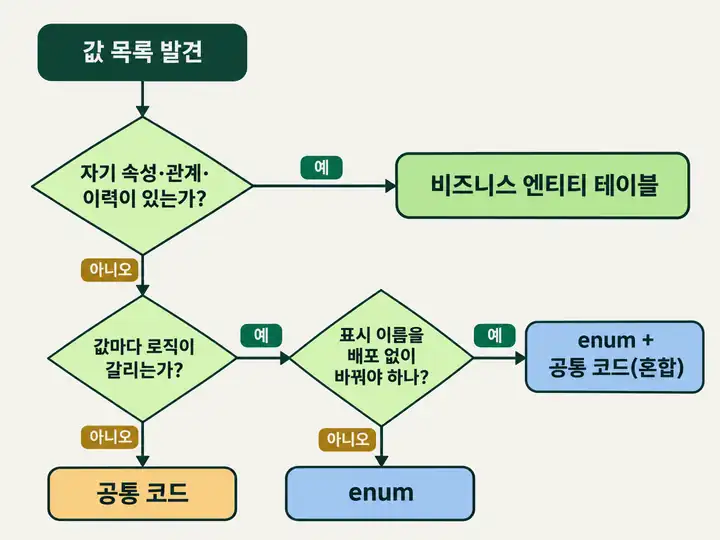 값 목록 발견
자기 속성·관계·
이력이 있는가?
예
비즈니스 엔티티 테이블
아니오
값마다 로직이
갈리는가?
예
표시 이름을
배포 없이
바꿔야 하나?
예
enum +
공통 코드(혼합)
아니오
공통 코드
아니오
enum